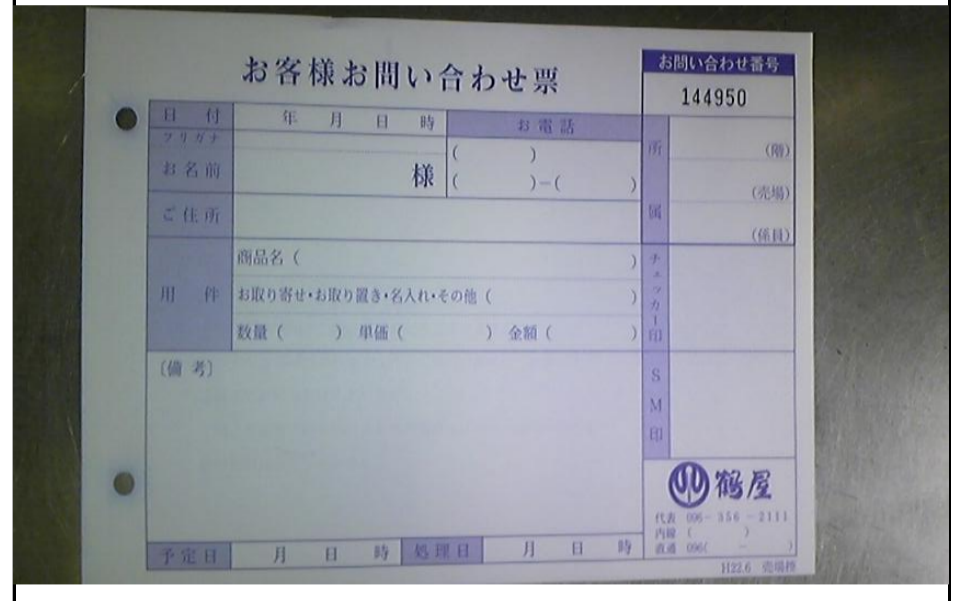 お客様お問い合わせ票
お問い合わせ番号
144950
日 付
年 月 日 時
お電話
フリガナ
お名前
様
( )
( )−( )
所属
(階)
(売場)
(係員)
ご住所
用 件
商品名 ( )
お取り寄せ・お取り置き・名入れ・その他 ( )
数量 ( ) 単価 ( ) 金額 ( )
チェッカー印
〔備 考〕
SM印
鶴屋
代表 096−356−2111
内線 ( )
直通 096( − )
予定日
月 日 時
処理日
月 日 時
H22.6 売場控